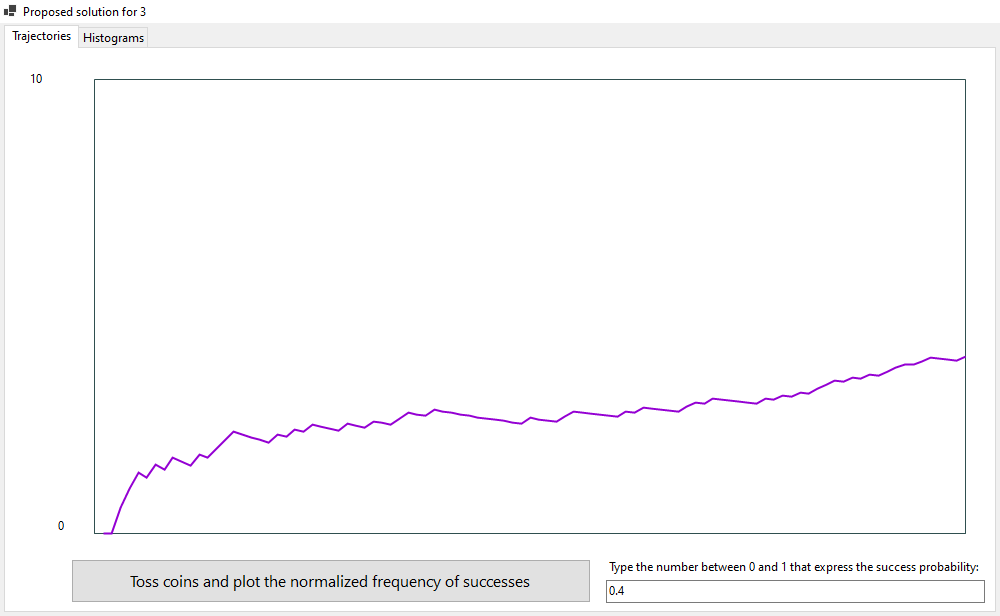 Proposed solution for 3
Trajectories Histograms
10
0
Toss coins and plot the normalized frequency of successes
Type the number between 0 and 1 that express the success probability:
0.4